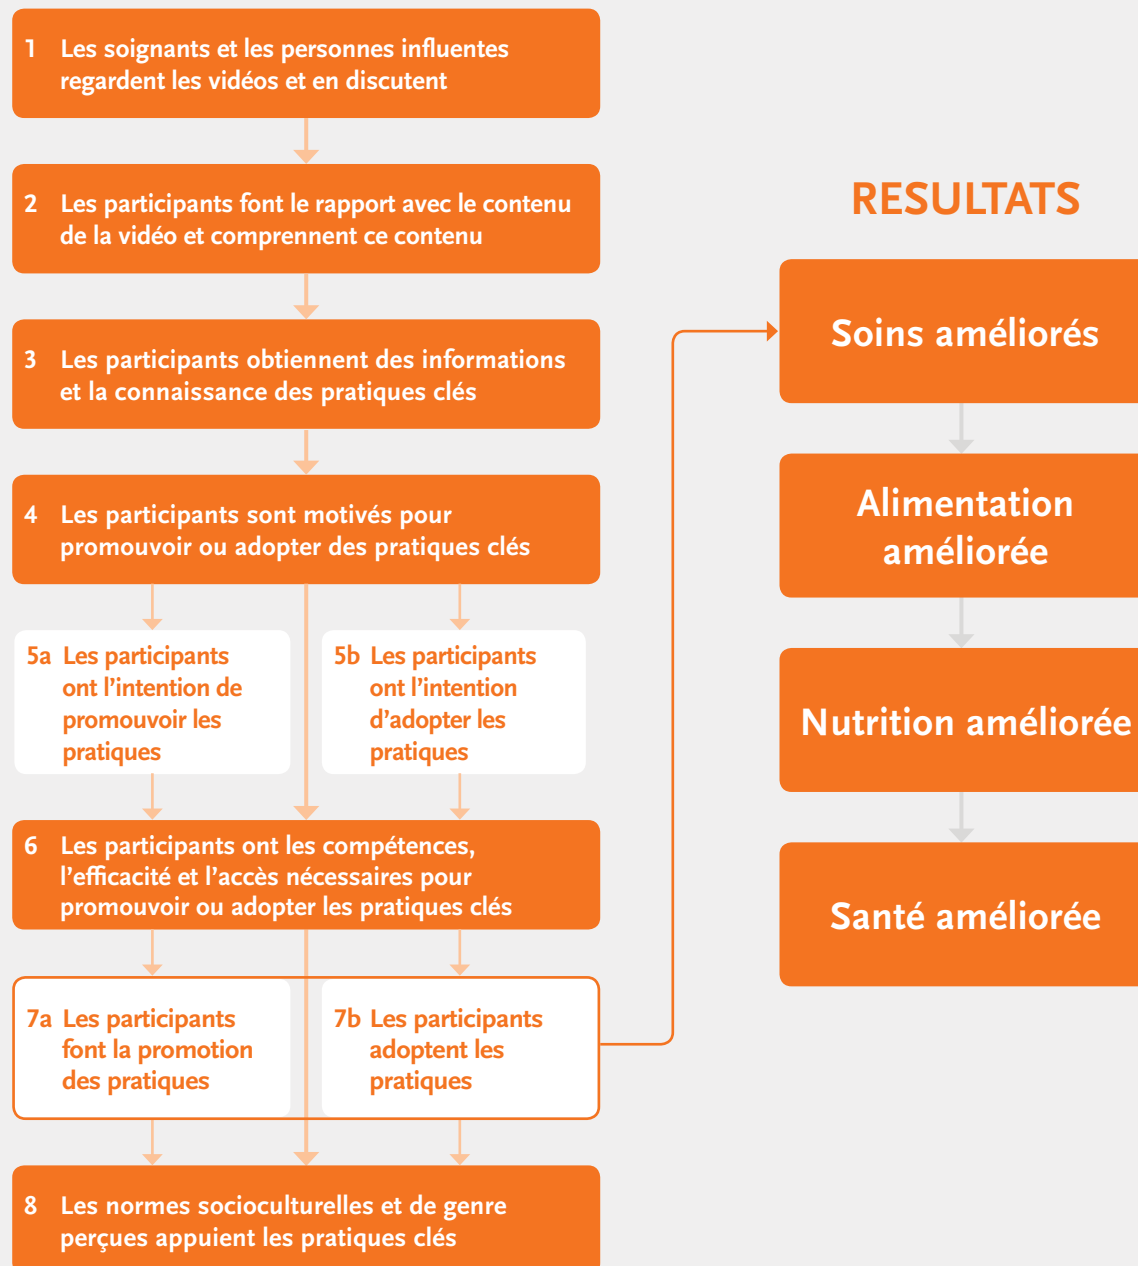 1 Les soignants et les personnes influentes
regardent les vidéos et en discutent
2 Les participants font le rapport avec le contenu
de la vidéo et comprennent ce contenu
3 Les participants obtiennent des informations
et la connaissance des pratiques clés
4 Les participants sont motivés pour
promouvoir ou adopter des pratiques clés
5a Les participants
ont l'intention de
promouvoir les
pratiques
5b Les participants
ont l'intention
d'adopter les
pratiques
6 Les participants ont les compétences,
l'efficacité et l'accès nécessaires pour
promouvoir ou adopter les pratiques clés
7a Les participants
font la promotion
des pratiques
7b Les participants
adoptent les
pratiques
8 Les normes socioculturelles et de genre
perçues appuient les pratiques clés
RESULTATS
Soins améliorés
Alimentation
améliorée
Nutrition améliorée
Santé améliorée